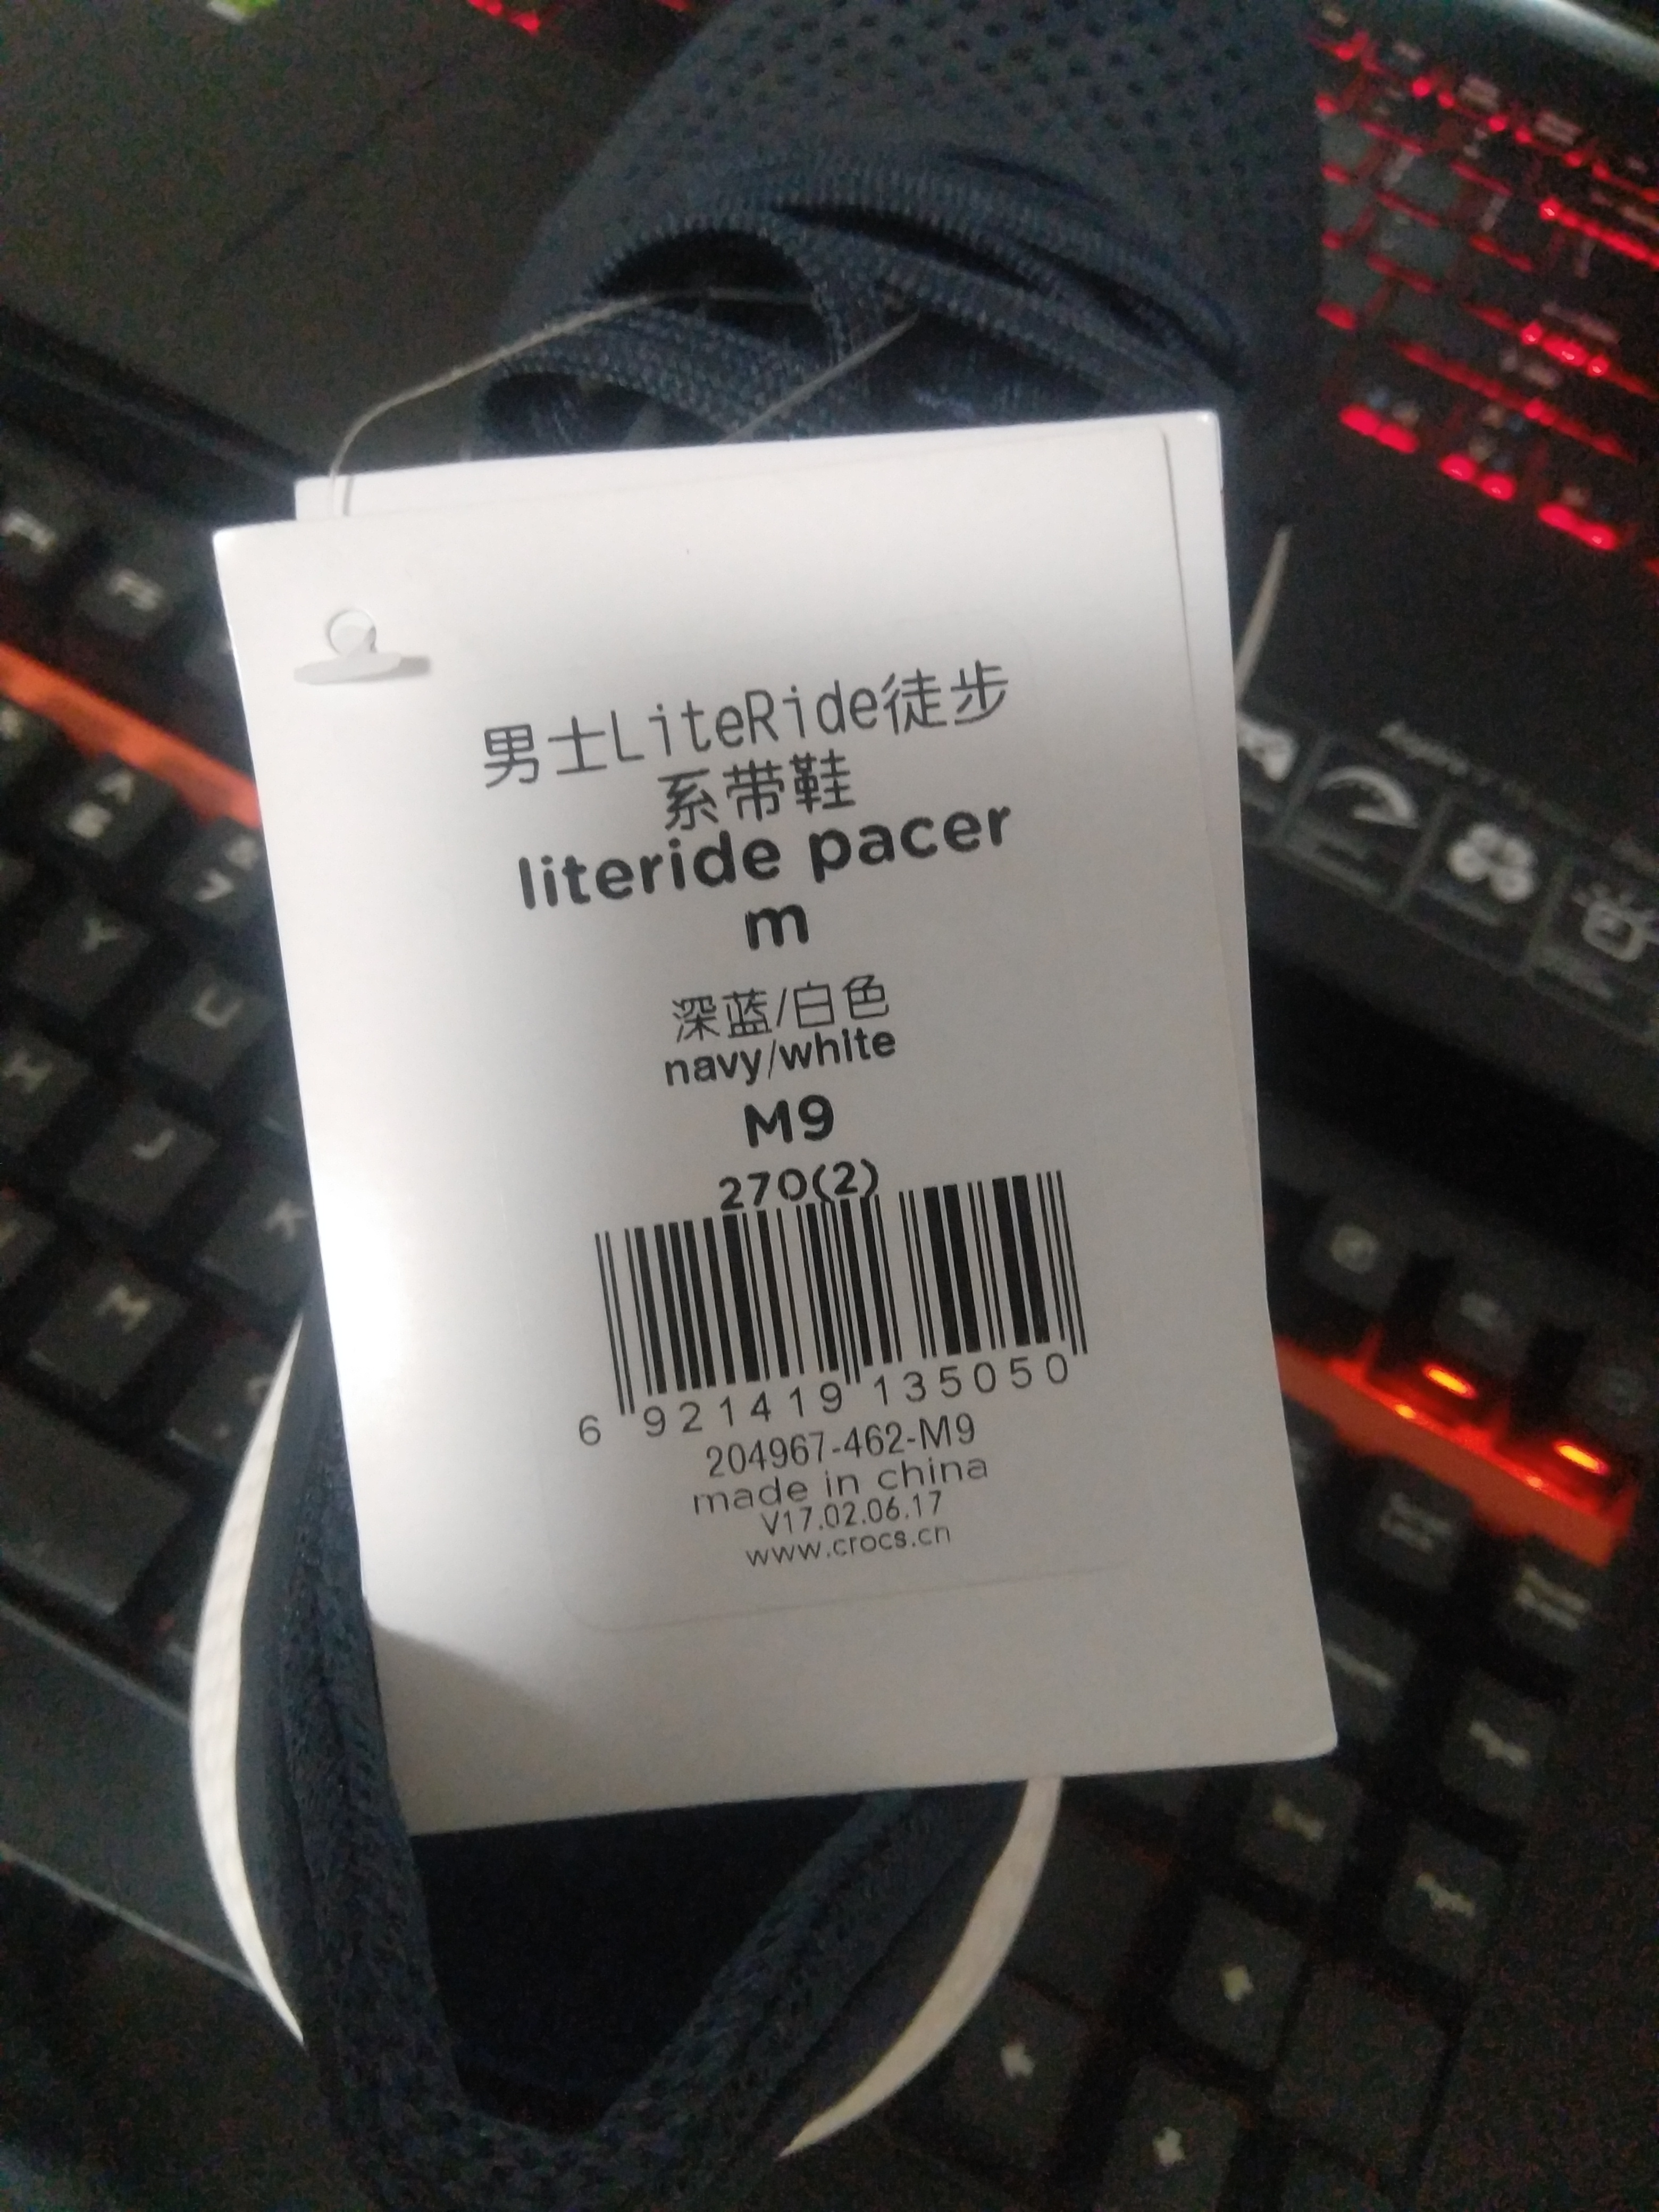 男士LiteRide徒步
系带鞋
literide pacer
m
深蓝/白色
navy/white
M9
270(2)
6 921419 135050
204967-462-M9
made in china
V17.02.06.17
www.crocs.cn
F5
Y
U
H
J
K
M